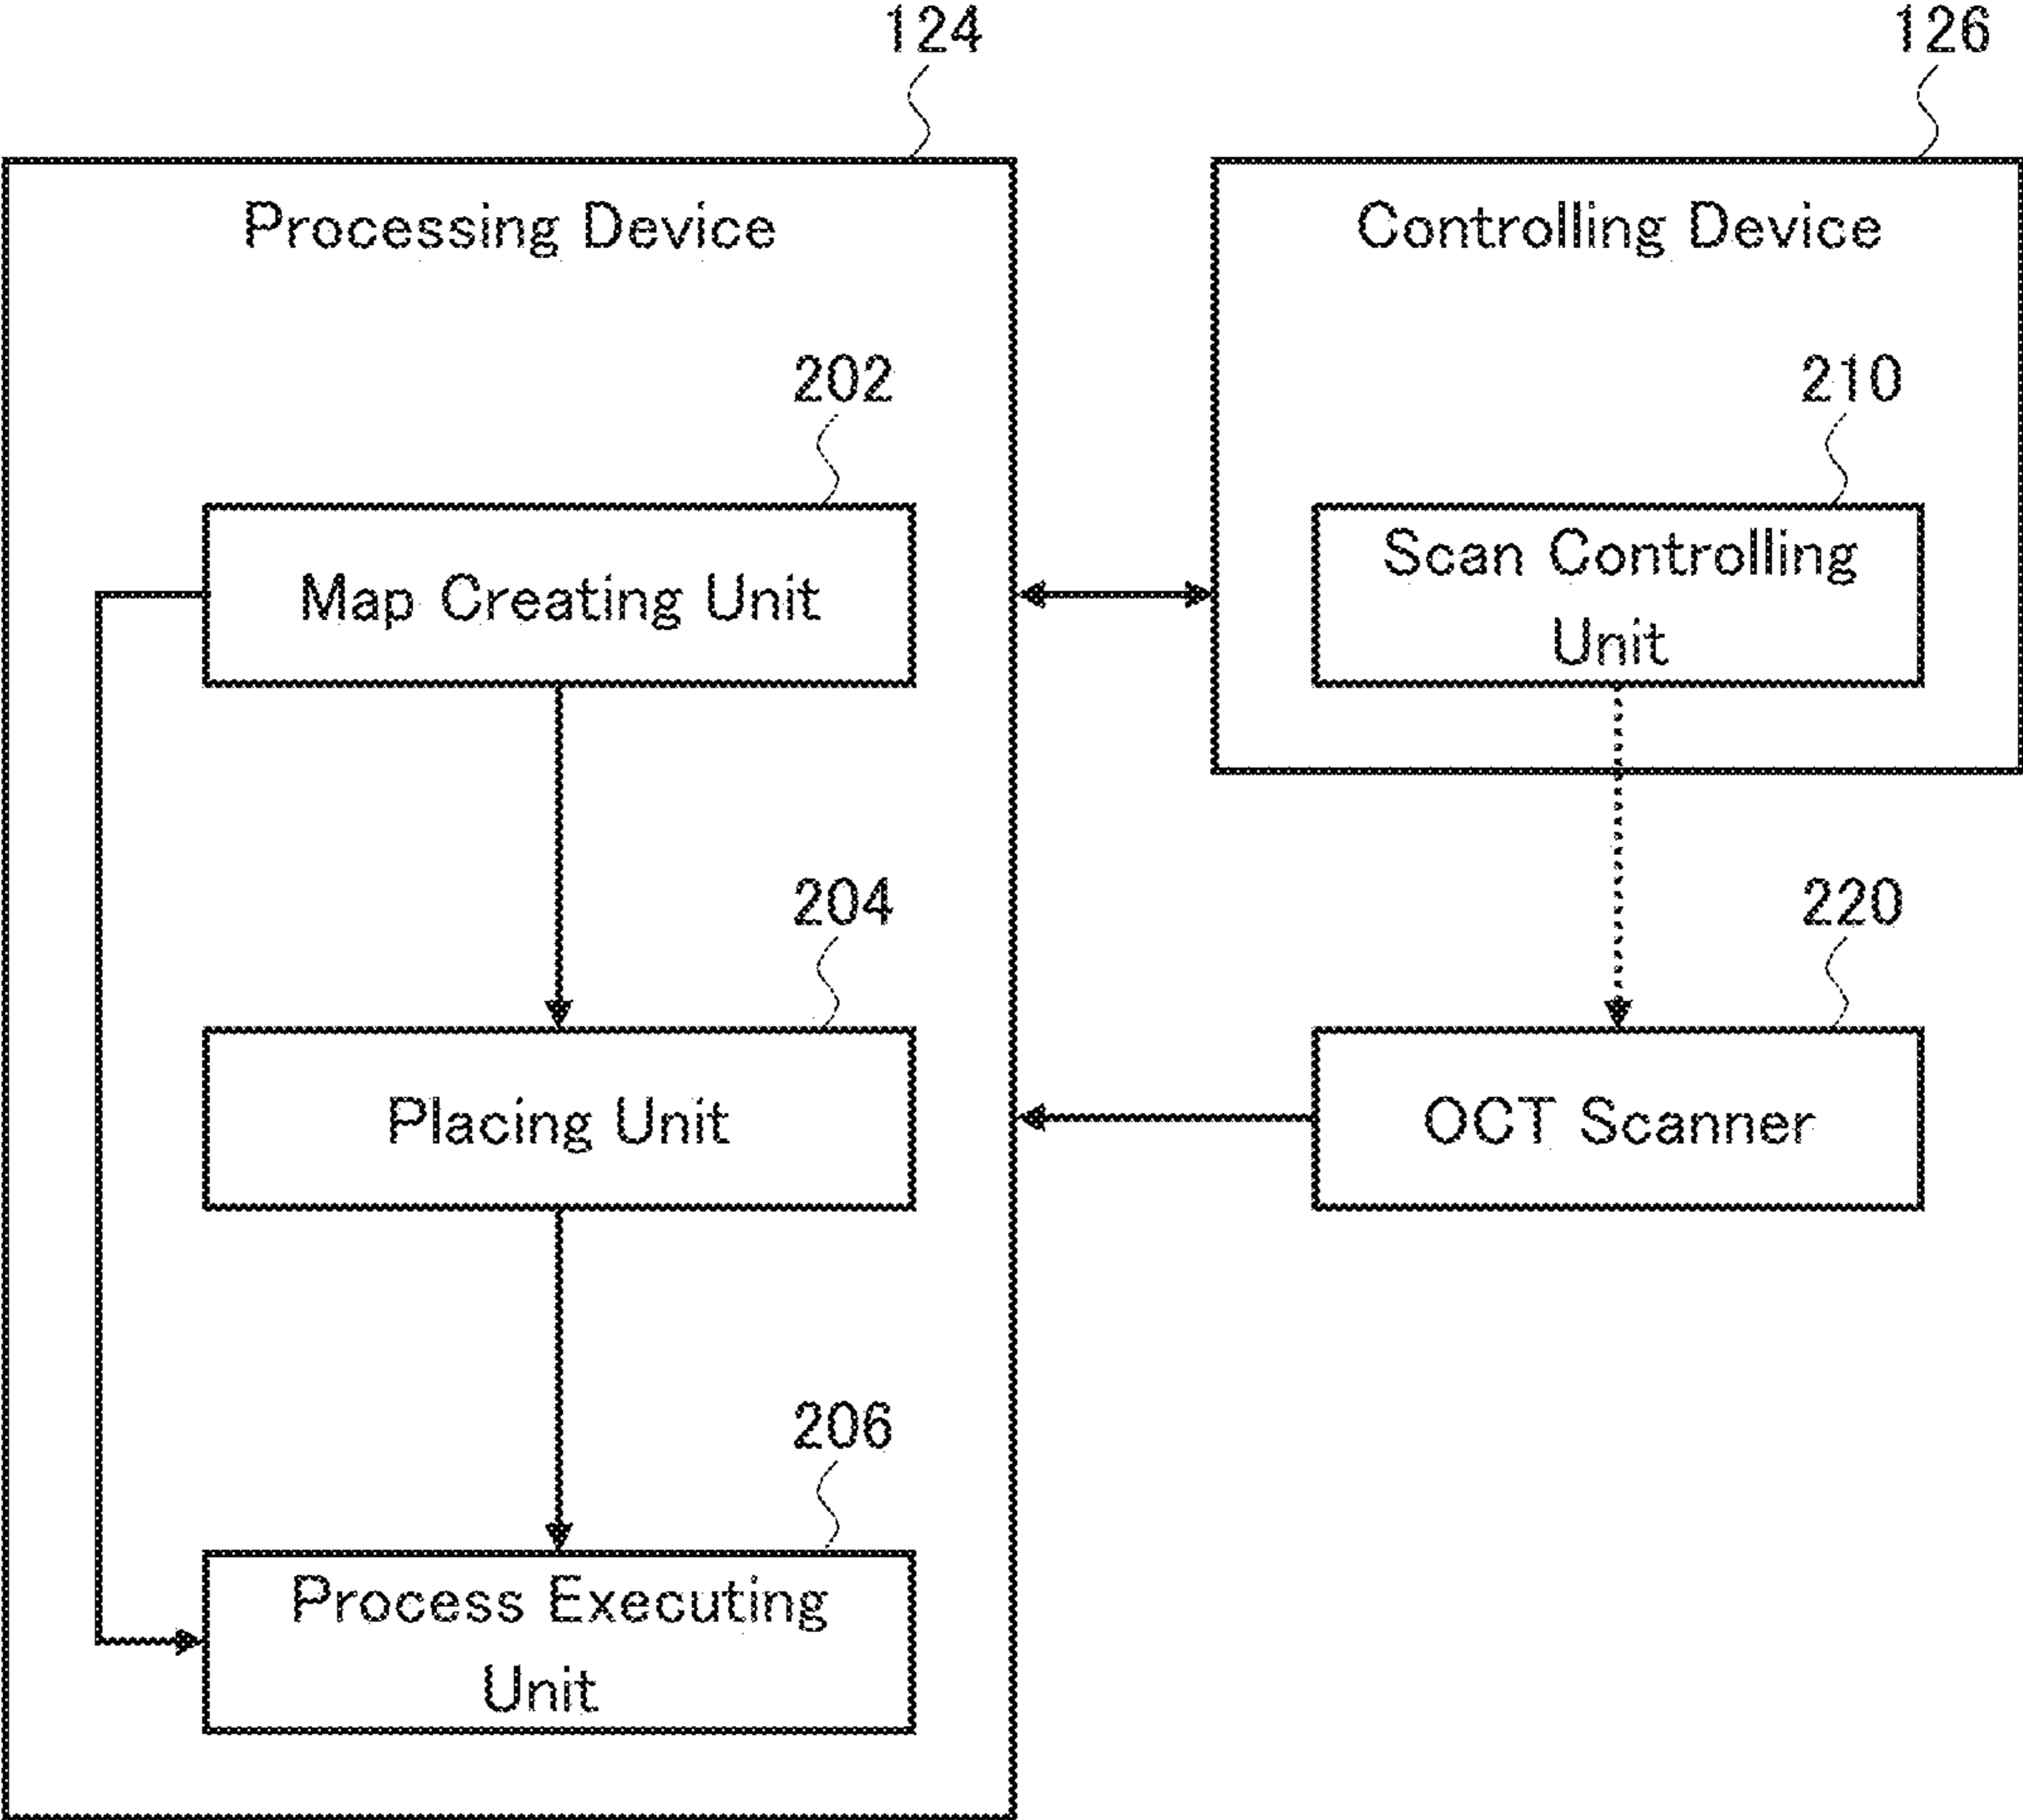 124
126
Processing Device
Controlling Device
202
210
Map Creating Unit
Scan Controlling
Unit
204
220
Placing Unit
OCT Scanner
206
Process Executing
Unit